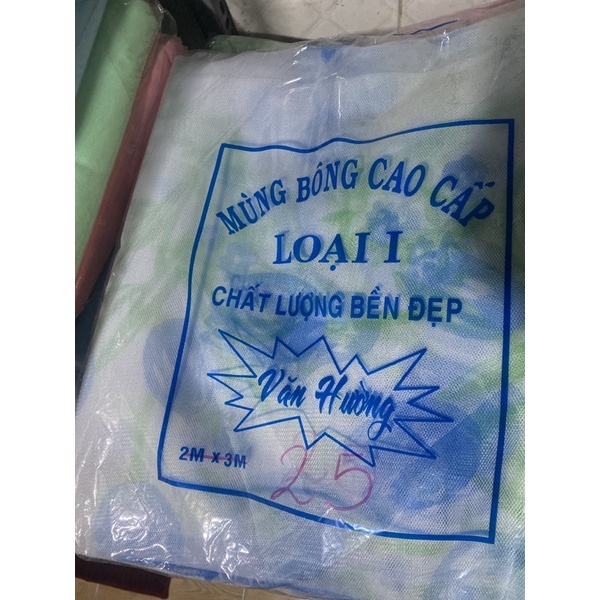 MÙNG BÔNG CAO CẤP
LOẠI I
CHẤT LƯỢNG BỀN ĐẸP
Văn Hường
2M X 3M
2.5